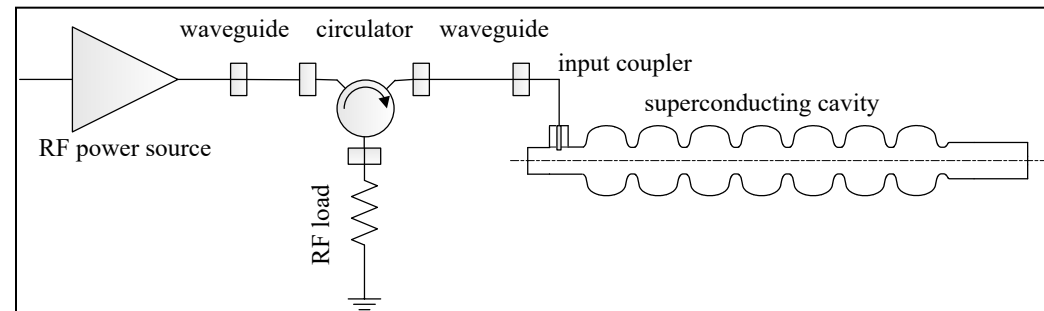 waveguide circulator waveguide
input coupler
superconducting cavity
RF power source
RF load